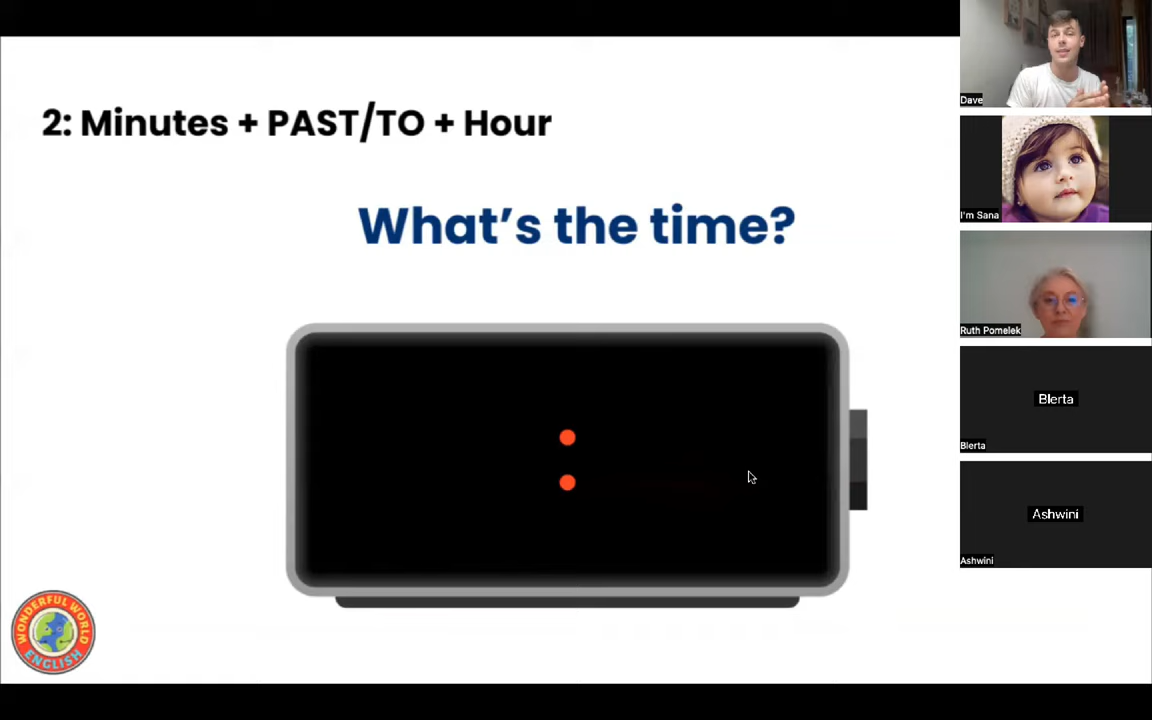 2: Minutes + PAST/TO + Hour
What's the time?
WONDERFUL WORLD
ENGLISH
Dave
I'm Sana
Ruth Pomelek
Blerta
Blerta
Ashwini
Ashwini